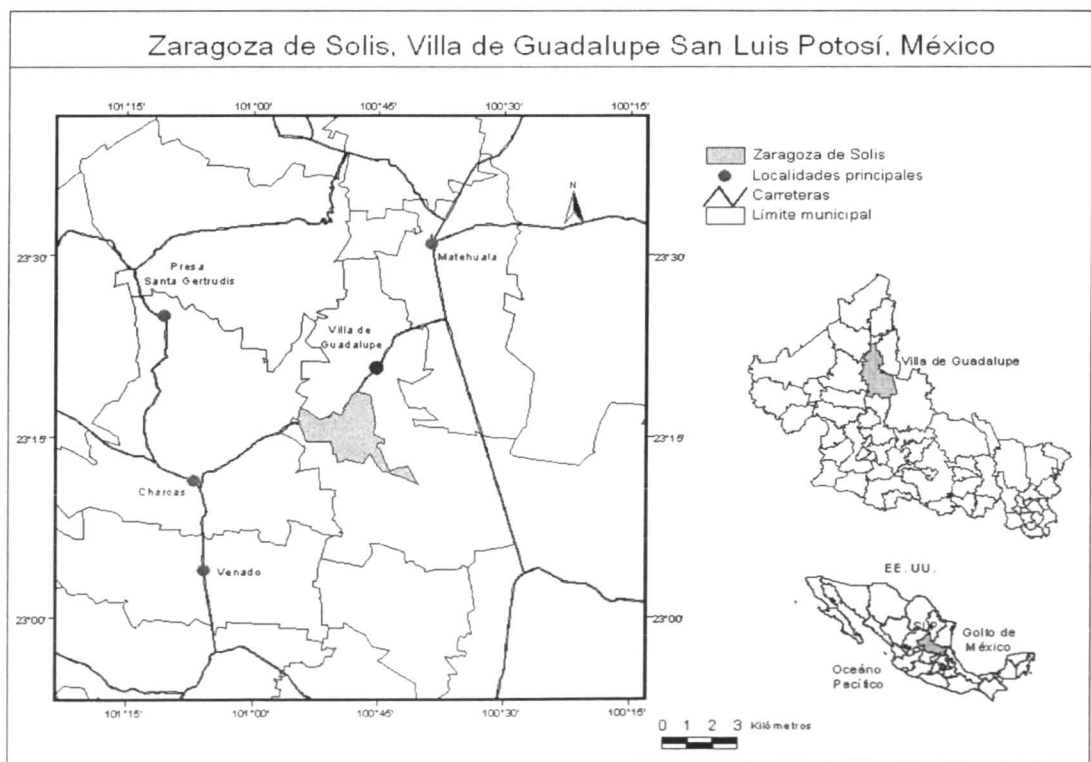 Zaragoza de Solis, Villa de Guadalupe San Luis Potosí, México
101°15' 101°00' 100°45' 100°30' 100°15'
Zaragoza de Solis
Localidades principales
Carreteras
Límite municipal
N
23°30' 23°30'
Matehuala
Presa
Santa Gertrudis
Villa de
Guadalupe
Villa de Guadalupe
23°15' 23°15'
Charcas
Venado
23°00' 23°00'
EE. UU.
SLP
Golfo de
México
Oceáno
Pacífico
101°15' 101°00' 100°45' 100°30' 100°15'
0 1 2 3 Kilómetros